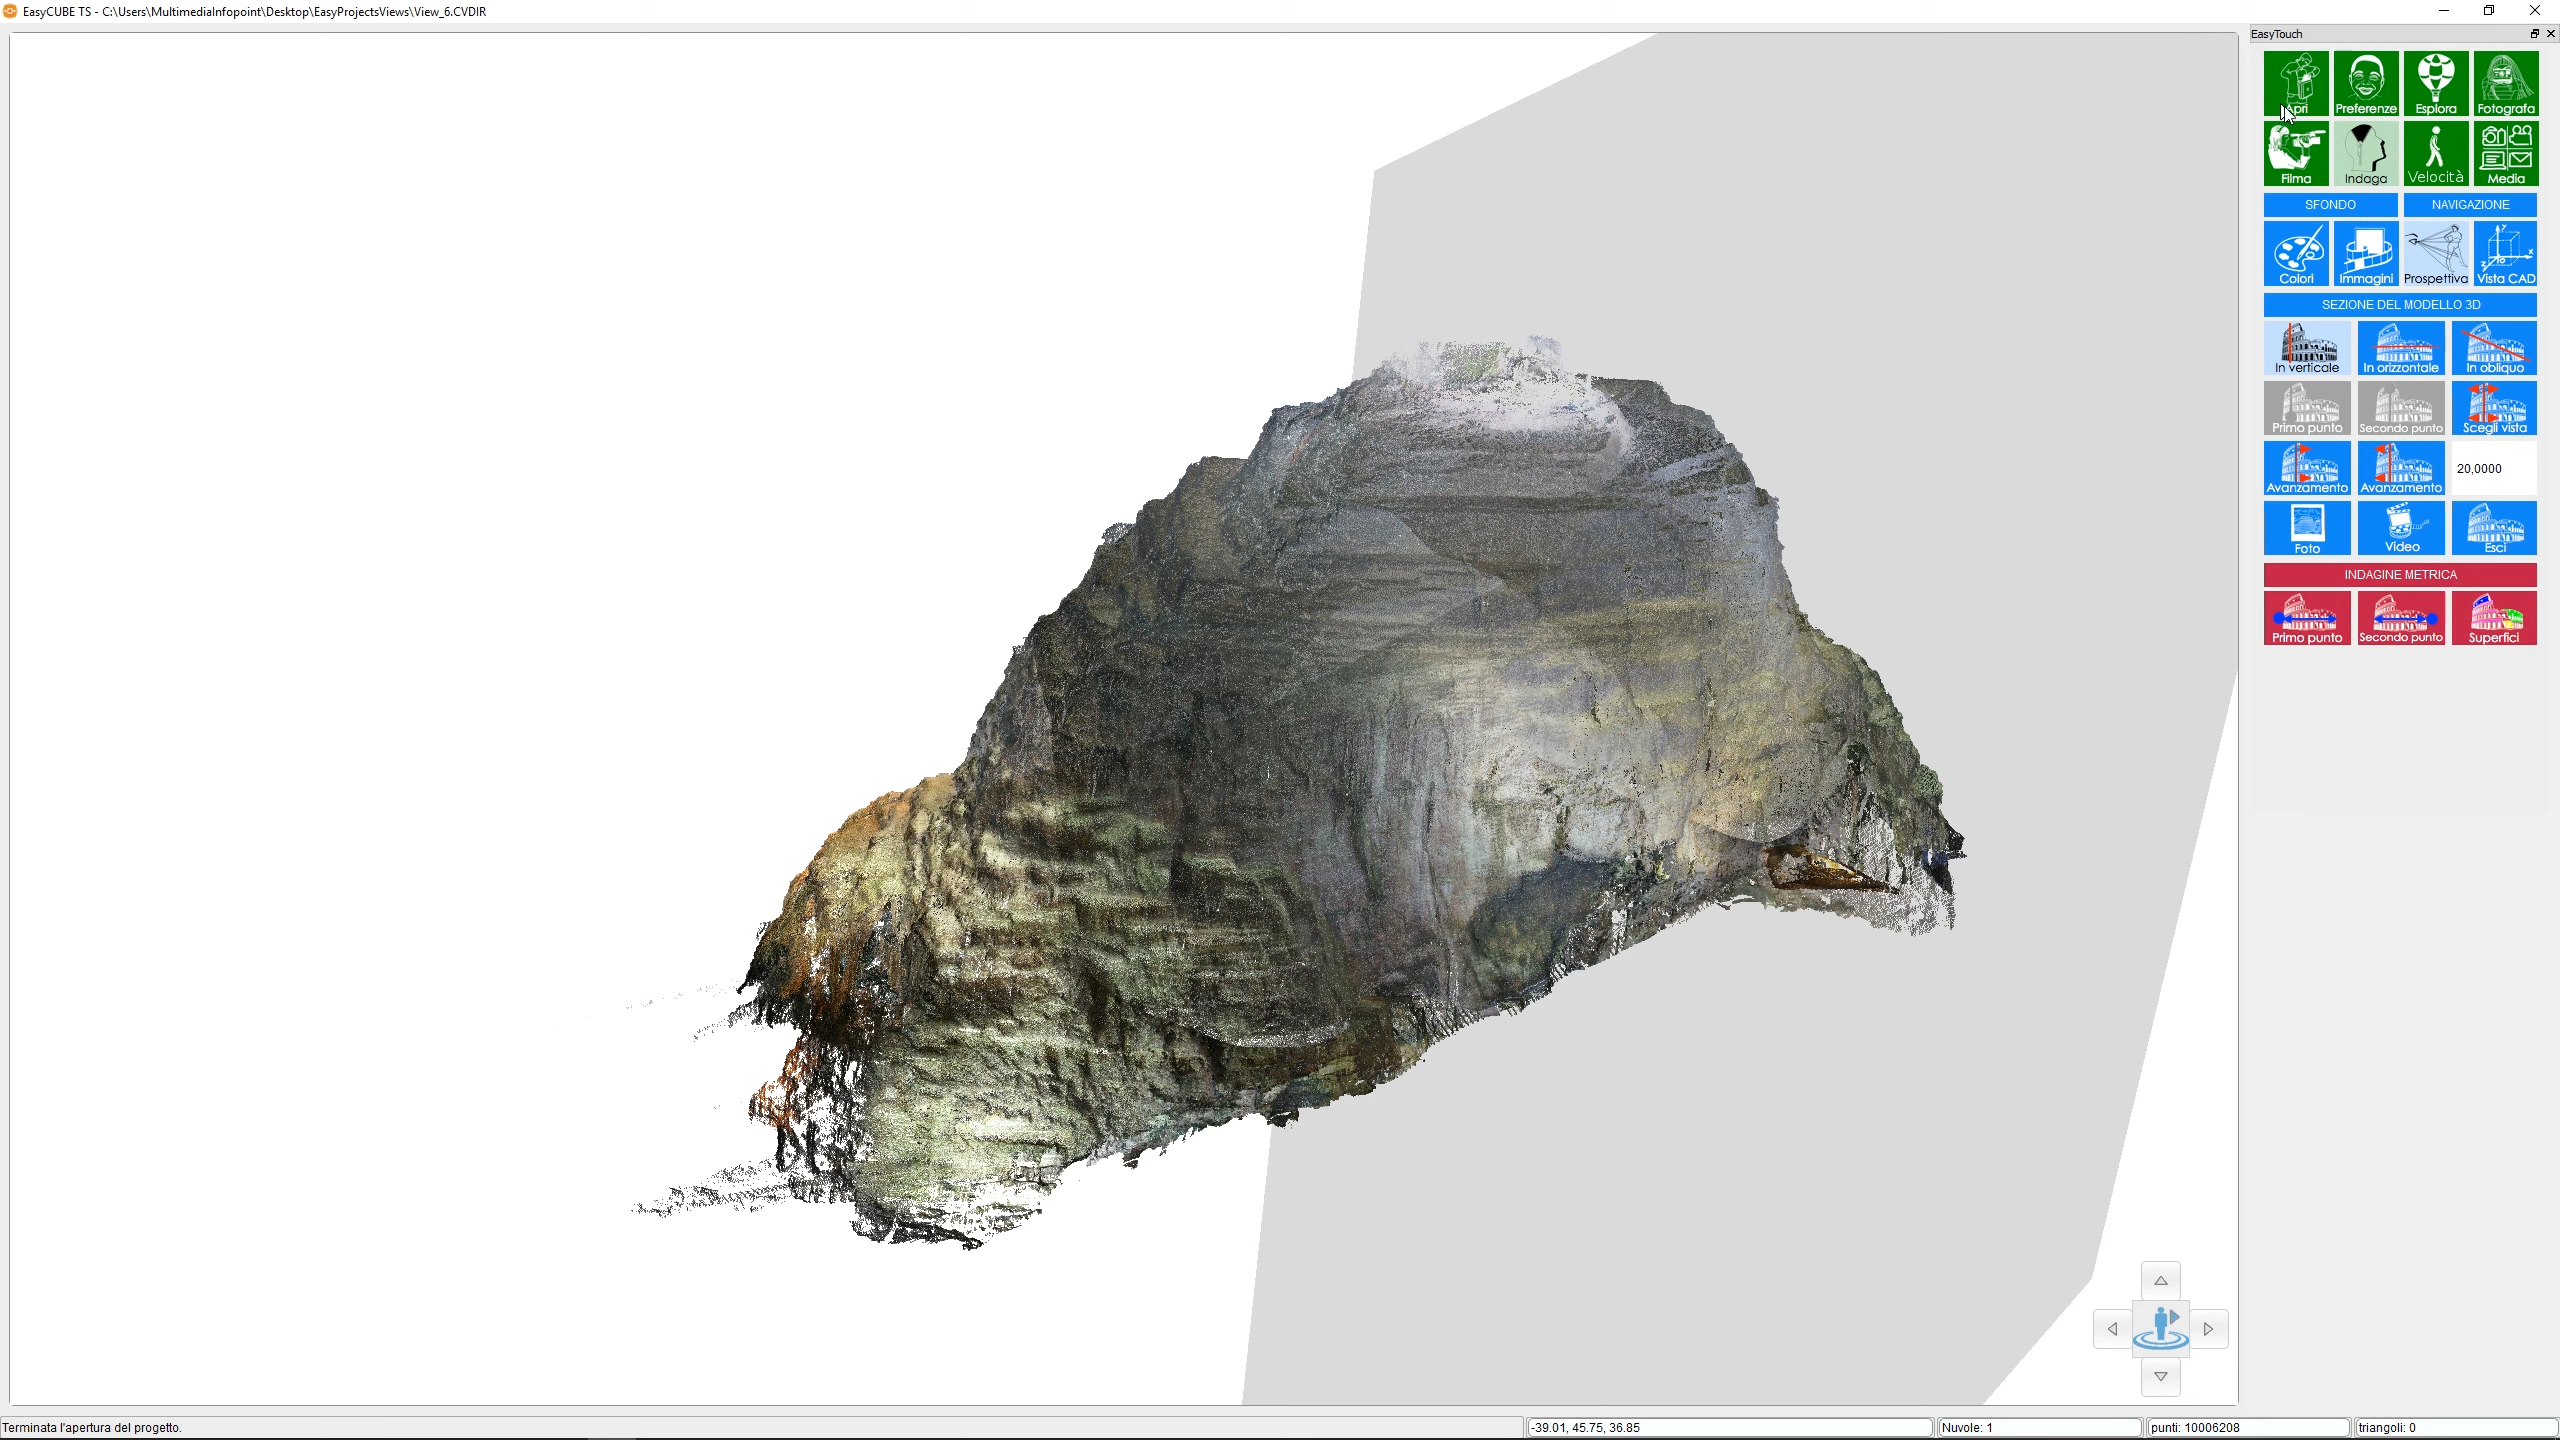 EasyCUBE TS - C:\Users\MultimediaInfopoint\Desktop\EasyProjectsViews\View_6.CVDIR
EasyTouch
Apri Preferenze Esplora Fotografa
Filma Indaga Velocità Media
SFONDO NAVIGAZIONE
Colori Immagini Prospettiva Vista CAD
SEZIONE DEL MODELLO 3D
In verticale In orizzontale In obliquo
Primo punto Secondo punto Scegli vista
Avanzamento Avanzamento 20,0000
Foto Video Esci
INDAGINE METRICA
Primo punto Secondo punto Superfici
Terminata l'apertura del progetto. -39.01, 45.75, 36.85 Nuvole: 1 punti: 10006208 triangoli: 0